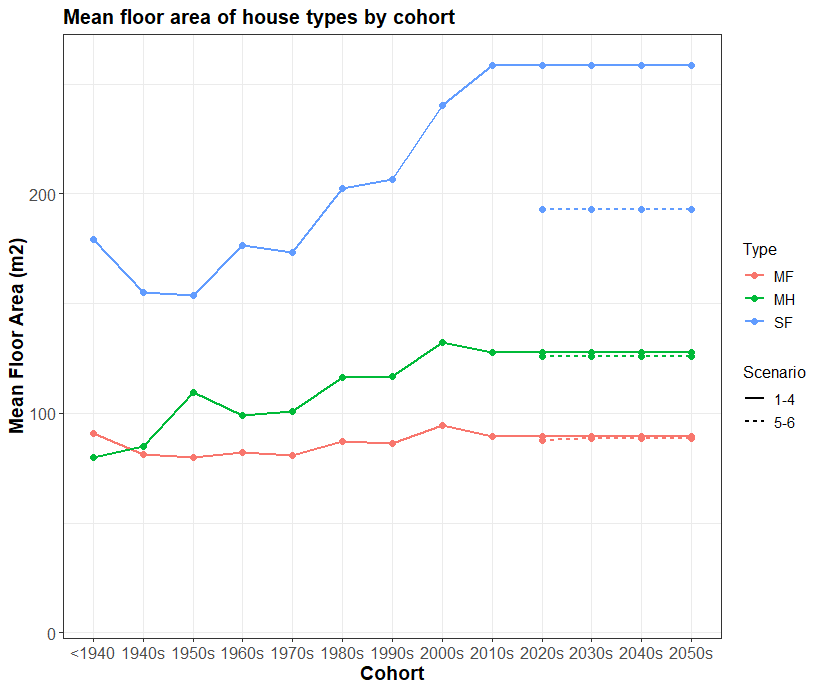 Mean floor area of house types by cohort
Mean Floor Area (m2)
200
100
0
<1940 1940s 1950s 1960s 1970s 1980s 1990s 2000s 2010s 2020s 2030s 2040s 2050s
Cohort
Type
MF
MH
SF
Scenario
1-4
5-6